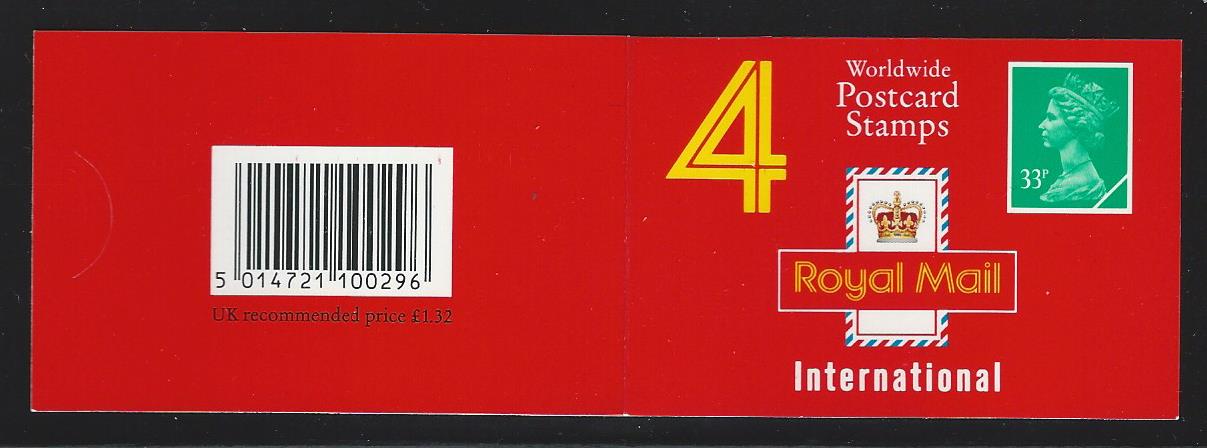 5 014721 100296
UK recommended price £1.32
4
Worldwide
Postcard
Stamps
33P
Royal Mail
International